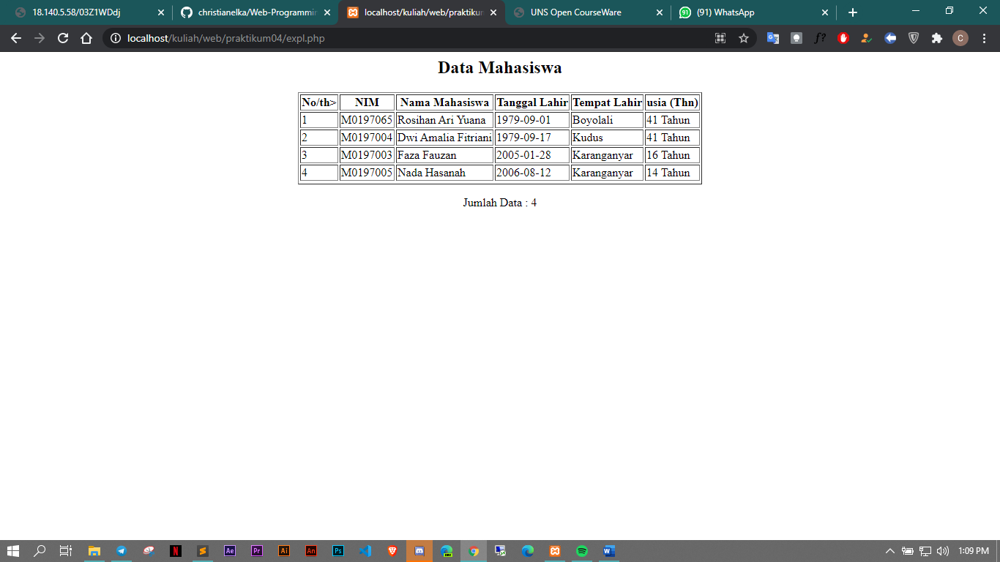 18.140.5.58/03Z1WDdj
christianelka/Web-Programmin
localhost/kuliah/web/praktikum
UNS Open CourseWare
(91) WhatsApp
localhost/kuliah/web/praktikum04/expl.php
Data Mahasiswa
No/th> NIM Nama Mahasiswa Tanggal Lahir Tempat Lahir usia (Thn)
1 M0197065 Rosihan Ari Yuana 1979-09-01 Boyolali 41 Tahun
2 M0197004 Dwi Amalia Fitriani 1979-09-17 Kudus 41 Tahun
3 M0197003 Faza Fauzan 2005-01-28 Karanganyar 16 Tahun
4 M0197005 Nada Hasanah 2006-08-12 Karanganyar 14 Tahun
Jumlah Data : 4
1:09 PM